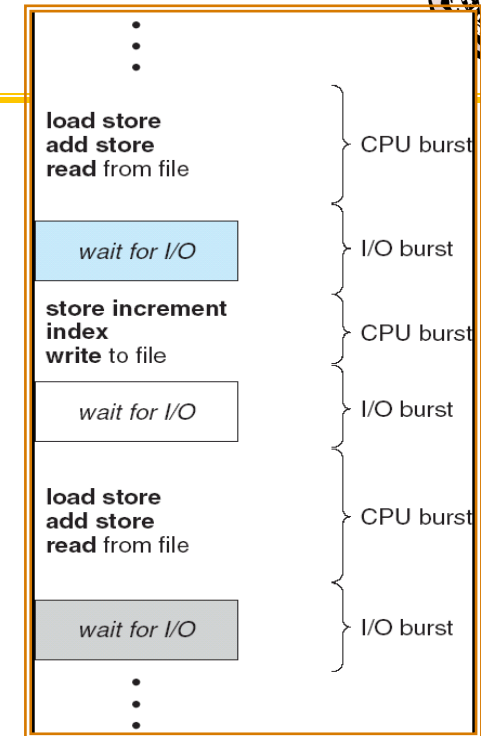 load store
add store
read from file
CPU burst
wait for I/O
I/O burst
store increment
index
write to file
CPU burst
wait for I/O
I/O burst
load store
add store
read from file
CPU burst
wait for I/O
I/O burst